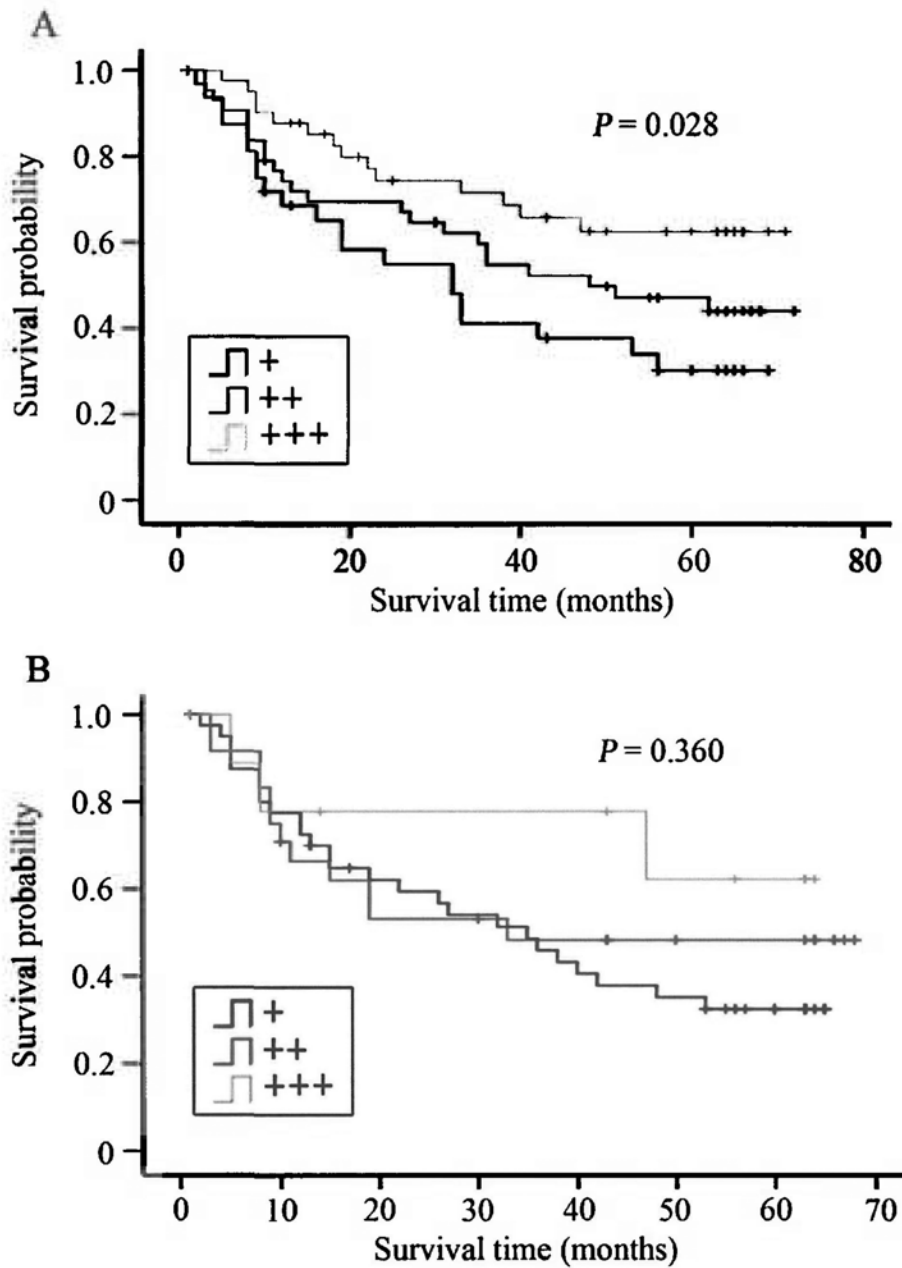 A
1.0
0.8
0.6
0.4
0.2
0
Survival probability
P = 0.028
+
++
+++
0 20 40 60 80
Survival time (months)
B
1.0
0.8
0.6
0.4
0.2
0
Survival probability
P = 0.360
+
++
+++
0 10 20 30 40 50 60 70
Survival time (months)